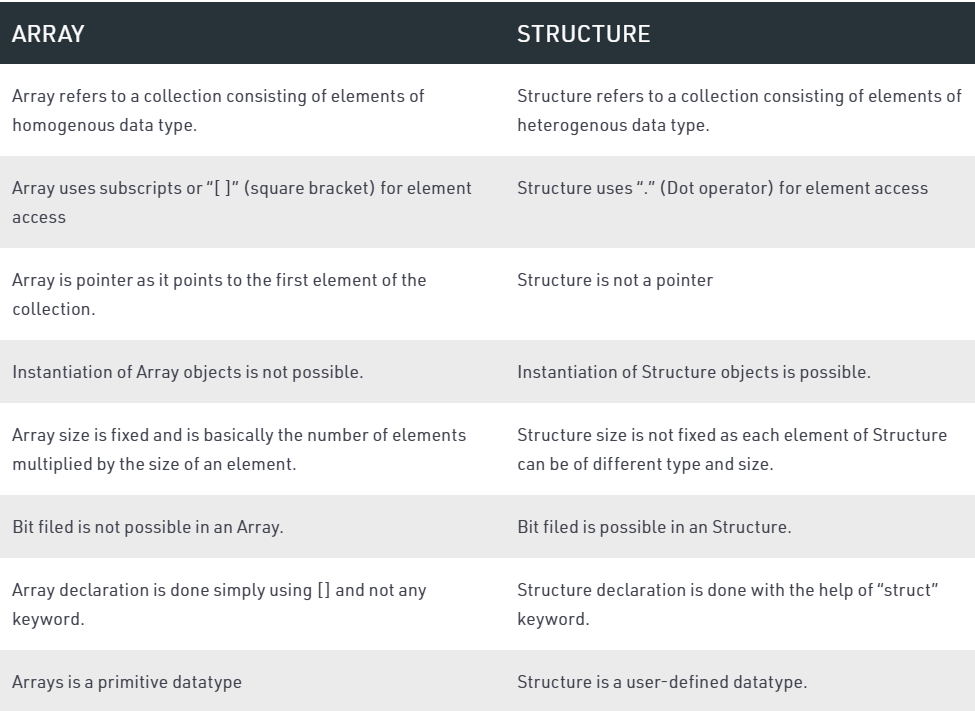 ARRAY
STRUCTURE
Array refers to a collection consisting of elements of
homogenous data type.
Structure refers to a collection consisting of elements of
heterogenous data type.
Array uses subscripts or “[ ]” (square bracket) for element
access
Structure uses “.” (Dot operator) for element access
Array is pointer as it points to the first element of the
collection.
Structure is not a pointer
Instantiation of Array objects is not possible.
Instantiation of Structure objects is possible.
Array size is fixed and is basically the number of elements
multiplied by the size of an element.
Structure size is not fixed as each element of Structure
can be of different type and size.
Bit filed is not possible in an Array.
Bit filed is possible in an Structure.
Array declaration is done simply using [] and not any
keyword.
Structure declaration is done with the help of “struct”
keyword.
Arrays is a primitive datatype
Structure is a user-defined datatype.